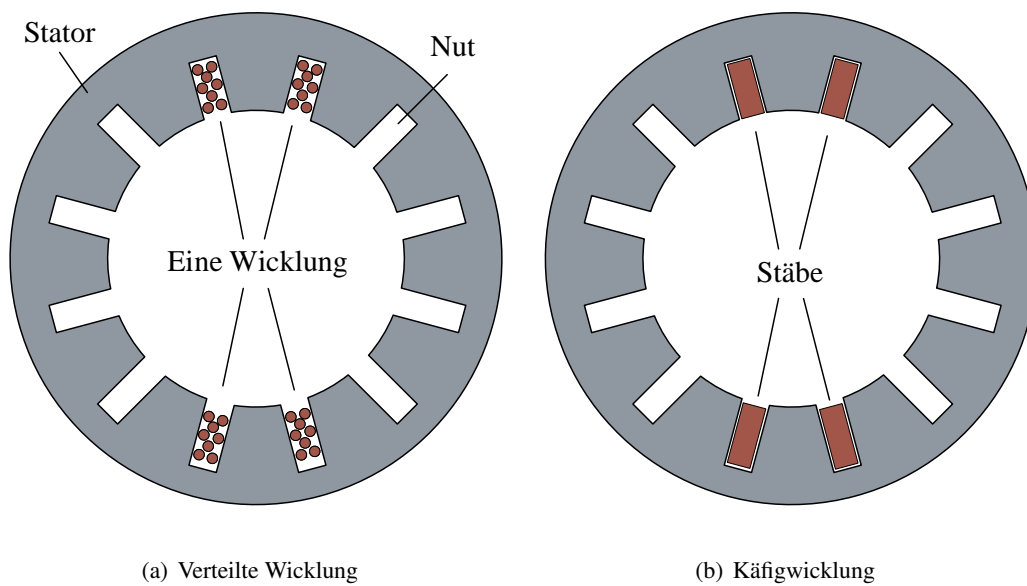 Stator
Nut
Eine Wicklung
Stäbe
(a) Verteilte Wicklung
(b) Käfigwicklung